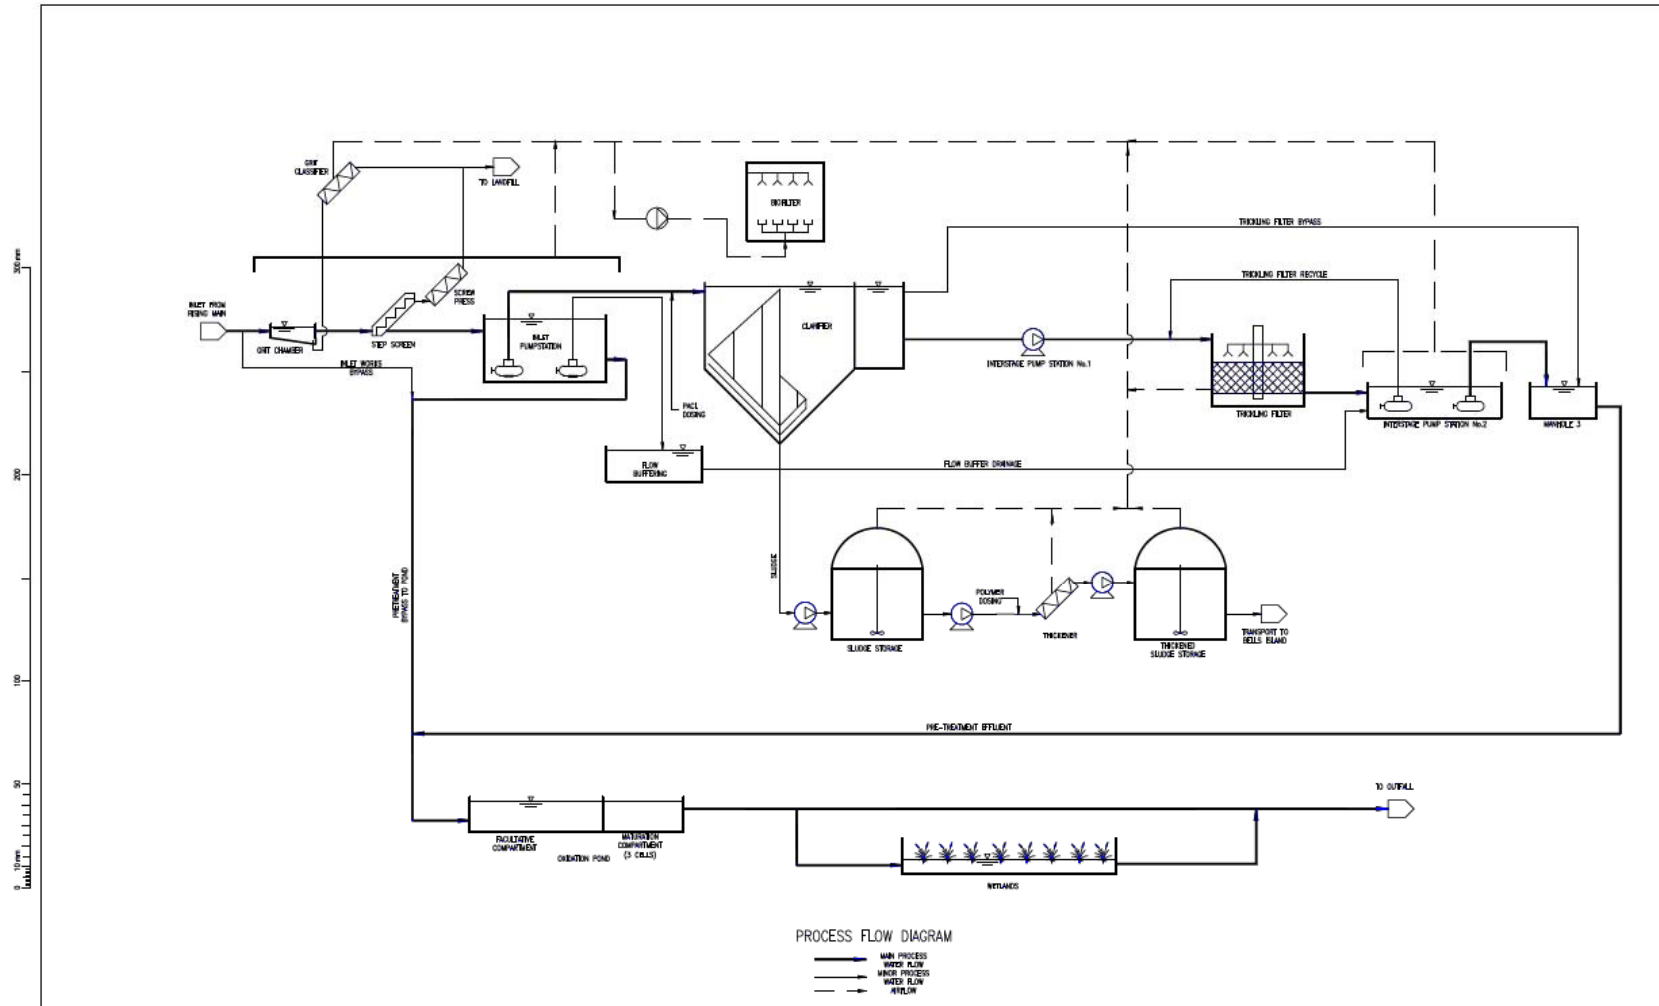 GRIT
CLASSIFIER
TO LANDFILL
BIOFILTER
TRICKLING FILTER BYPASS
300mm
TRICKLING FILTER RECYCLE
SCREW
PRESS
INLET FROM
RISING MAIN
CLARIFIER
INLET
PUMPSTATION
GRIT CHAMBER
STEP SCREEN
INLET WORKS
BYPASS
INTERSTAGE PUMP STATION No.1
PACL
DOSING
TRICKLING FILTER
INTERSTAGE PUMP STATION No.2
MANHOLE 3
FLOW
BUFFERING
FLOW BUFFER DRAINAGE
200
SLUDGE
PRETREATMENT
BYPASS TO POND
POLYMER
DOSING
THICKENER
SLUDGE STORAGE
THICKENED
SLUDGE STORAGE
TRANSPORT TO
BELLS ISLAND
100
PRE-TREATMENT EFFLUENT
50
TO OUTFALL
FACULTATIVE
COMPARTMENT
MATURATION
COMPARTMENT
(3 CELLS)
OXIDATION POND
10mm
0
WETLANDS
PROCESS FLOW DIAGRAM
MAIN PROCESS
WATER FLOW
MINOR PROCESS
WATER FLOW
AIRFLOW